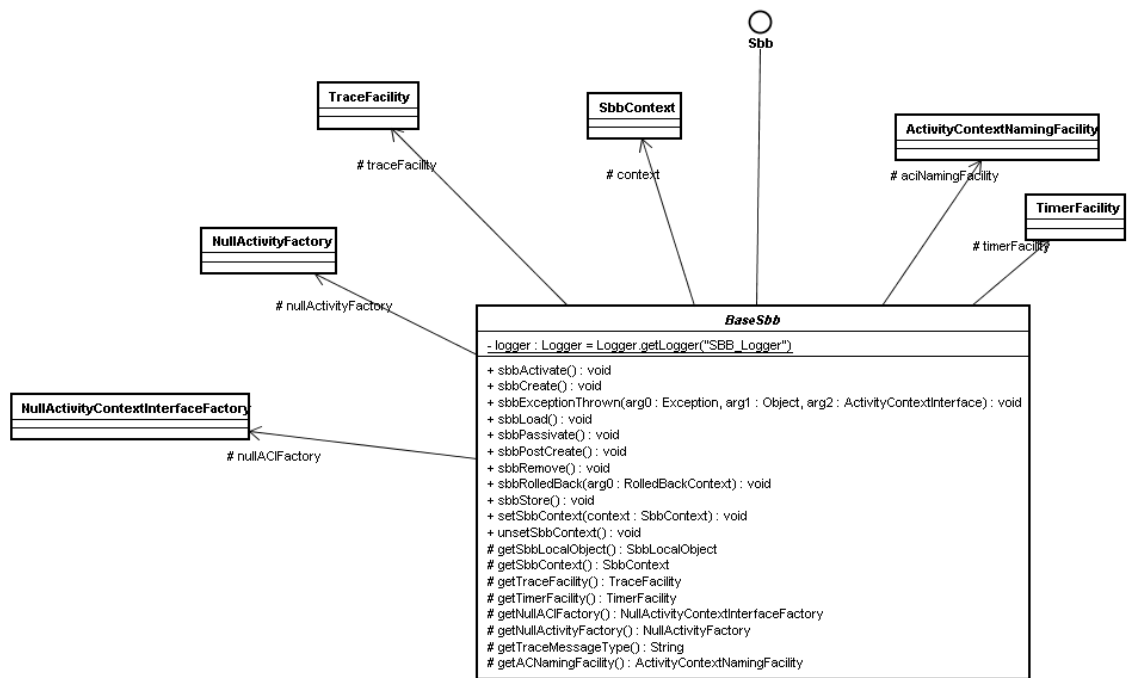 Sbb
TraceFacility
SbbContext
ActivityContextNamingFacility
# traceFacility
# context
# aciNamingFacility
TimerFacility
NullActivityFactory
# timerFacility
# nullActivityFactory
BaseSbb
- logger : Logger = Logger.getLogger("SBB_Logger")
+ sbbActivate() : void
+ sbbCreate() : void
+ sbbExceptionThrown(arg0 : Exception, arg1 : Object, arg2 : ActivityContextInterface) : void
NullActivityContextInterfaceFactory
+ sbbLoad() : void
+ sbbPassivate() : void
# nullACIFactory
+ sbbPostCreate() : void
+ sbbRemove() : void
+ sbbRolledBack(arg0 : RolledBackContext) : void
+ sbbStore() : void
+ setSbbContext(context : SbbContext) : void
+ unsetSbbContext() : void
# getSbbLocalObject() : SbbLocalObject
# getSbbContext() : SbbContext
# getTraceFacility() : TraceFacility
# getTimerFacility() : TimerFacility
# getNullACIFactory() : NullActivityContextInterfaceFactory
# getNullActivityFactory() : NullActivityFactory
# getTraceMessageType() : String
# getACNamingFacility() : ActivityContextNamingFacility